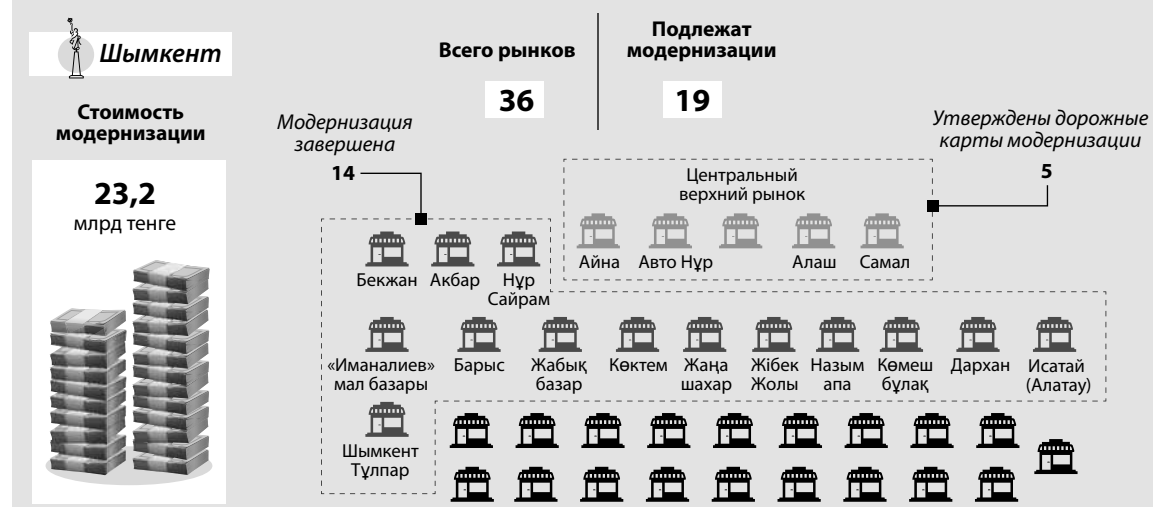 Шымкент
Стоимость
модернизации
23,2
млрд тенге
Всего рынков
36
Подлежат
модернизации
19
Модернизация
завершена
14
Утверждены дорожные
карты модернизации
5
Центральный
верхний рынок
Айна Авто Нұр Алаш Самал
Бекжан Акбар Нұр
Сайрам
«Иманалиев»
мал базары
Барыс
Жабық
базар
Көктем
Жаңа
шахар
Жібек
Жолы
Назым
апа
Көмеш
бұлақ
Дархан
Исатай
(Алатау)
Шымкент
Тұлпар